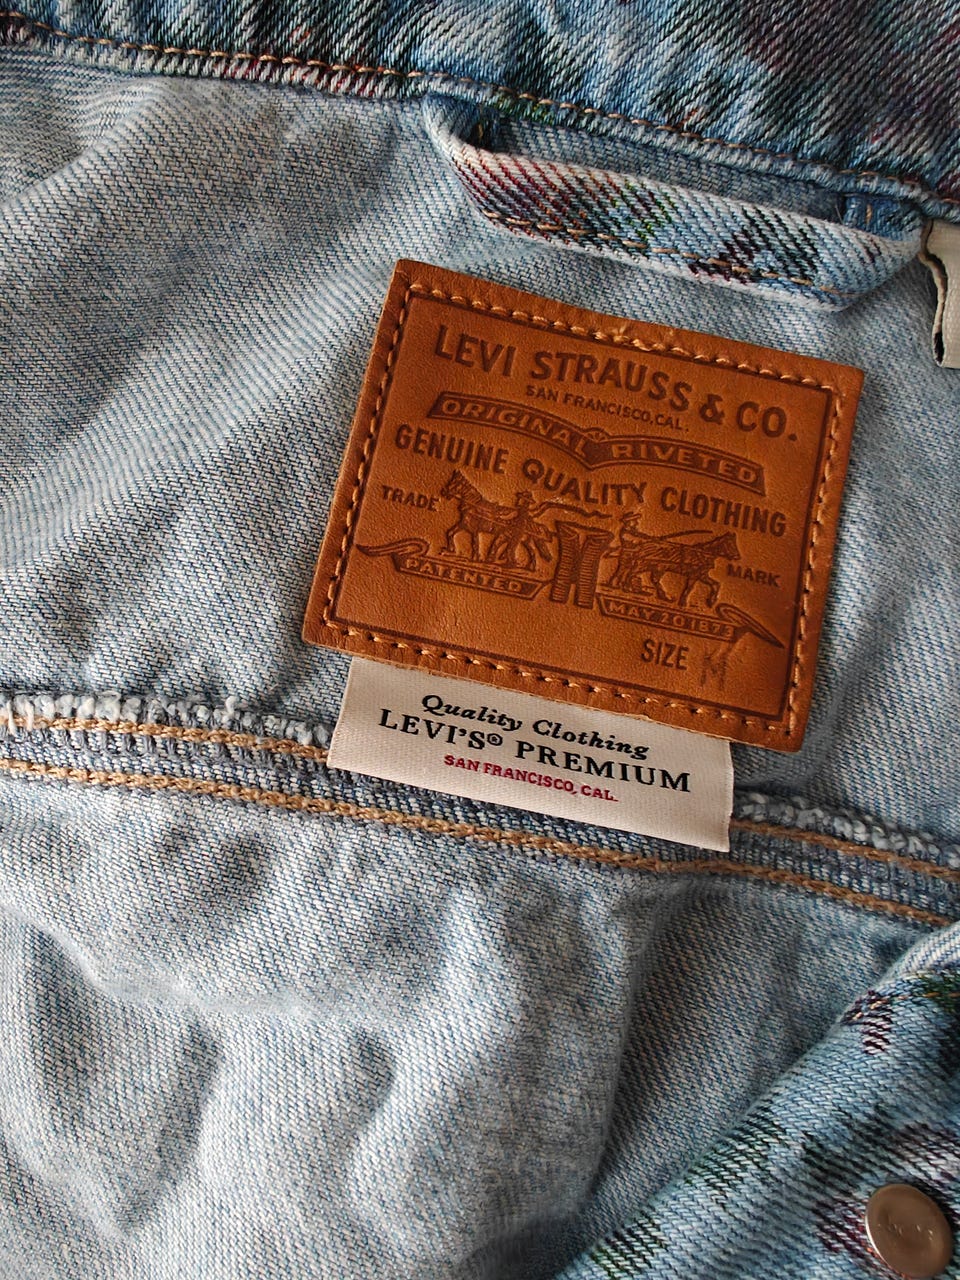 LEVI STRAUSS & CO.
SAN FRANCISCO, CAL.
ORIGINAL RIVETED
GENUINE QUALITY CLOTHING
TRADE MARK
PATENTED MAY 20 1873
SIZE M
Quality Clothing
LEVI'S® PREMIUM
SAN FRANCISCO, CAL.